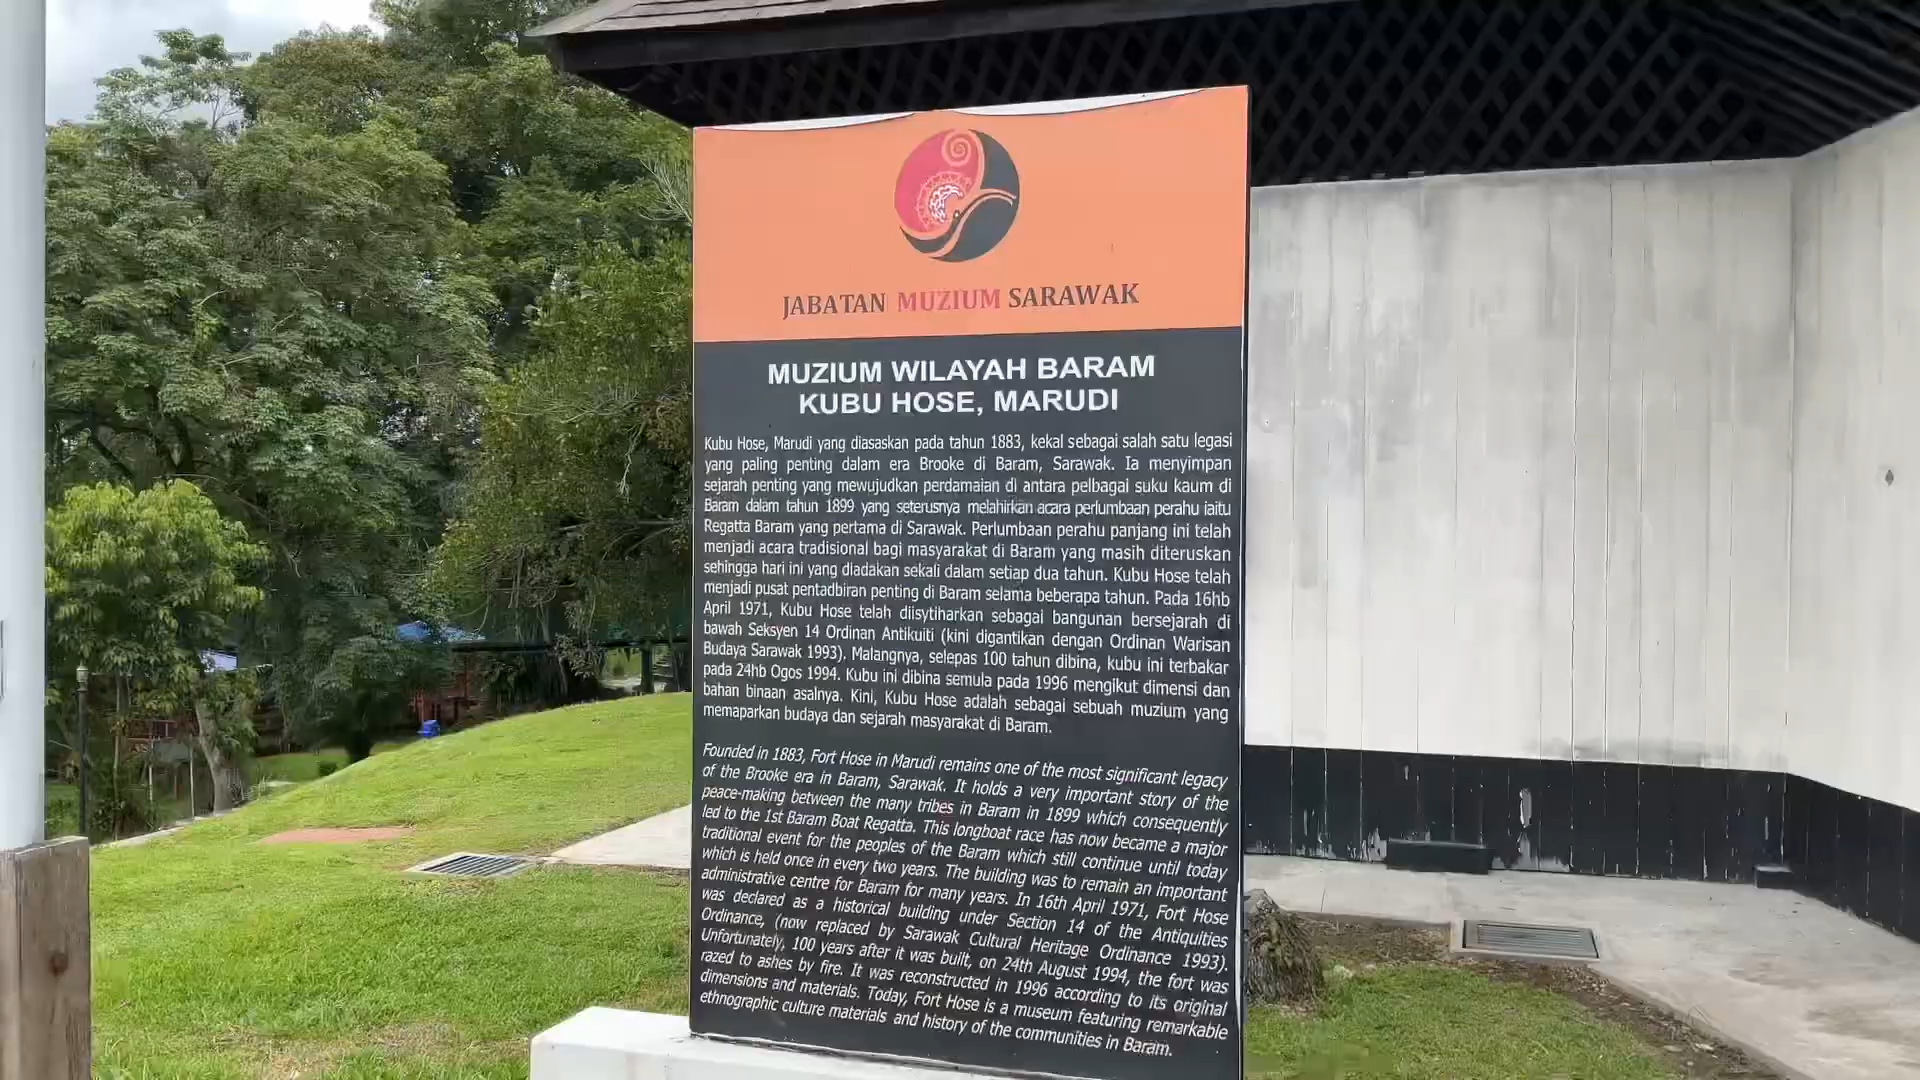 JABATAN MUZIUM SARAWAK
MUZIUM WILAYAH BARAM
KUBU HOSE, MARUDI
Kubu Hose, Marudi yang diasaskan pada tahun 1883, kekal sebagai salah satu legasi
yang paling penting dalam era Brooke di Baram, Sarawak. Ia menyimpan
sejarah penting yang mewujudkan perdamaian di antara pelbagai suku kaum di
Baram dalam tahun 1899 yang seterusnya melahirkan acara perlumbaan perahu iaitu
Regatta Baram yang pertama di Sarawak. Perlumbaan perahu panjang ini telah
menjadi acara tradisional bagi masyarakat di Baram yang masih diteruskan
sehingga hari ini yang diadakan sekali dalam setiap dua tahun. Kubu Hose telah
menjadi pusat pentadbiran penting di Baram selama beberapa tahun. Pada 16hb
April 1971, Kubu Hose telah diisytiharkan sebagai bangunan bersejarah di
bawah Seksyen 14 Ordinan Antikuiti (kini digantikan dengan Ordinan Warisan
Budaya Sarawak 1993). Malangnya, selepas 100 tahun dibina, kubu ini terbakar
pada 24hb Ogos 1994. Kubu ini dibina semula pada 1996 mengikut dimensi dan
bahan binaan asalnya. Kini, Kubu Hose adalah sebagai sebuah muzium yang
memaparkan budaya dan sejarah masyarakat di Baram.
Founded in 1883, Fort Hose in Marudi remains one of the most significant legacy
of the Brooke era in Baram, Sarawak. It holds a very important story of the
peace-making between the many tribes in Baram in 1899 which consequently
led to the 1st Baram Boat Regatta. This longboat race has now became a major
traditional event for the peoples of the Baram which still continue until today
which is held once in every two years. The building was to remain an important
administrative centre for Baram for many years. In 16th April 1971, Fort Hose
was declared as a historical building under Section 14 of the Antiquities
Ordinance, (now replaced by Sarawak Cultural Heritage Ordinance 1993).
Unfortunately, 100 years after it was built, on 24th August 1994, the fort was
razed to ashes by fire. It was reconstructed in 1996 according to its original
dimensions and materials. Today, Fort Hose is a museum featuring remarkable
ethnographic culture materials and history of the communities in Baram.